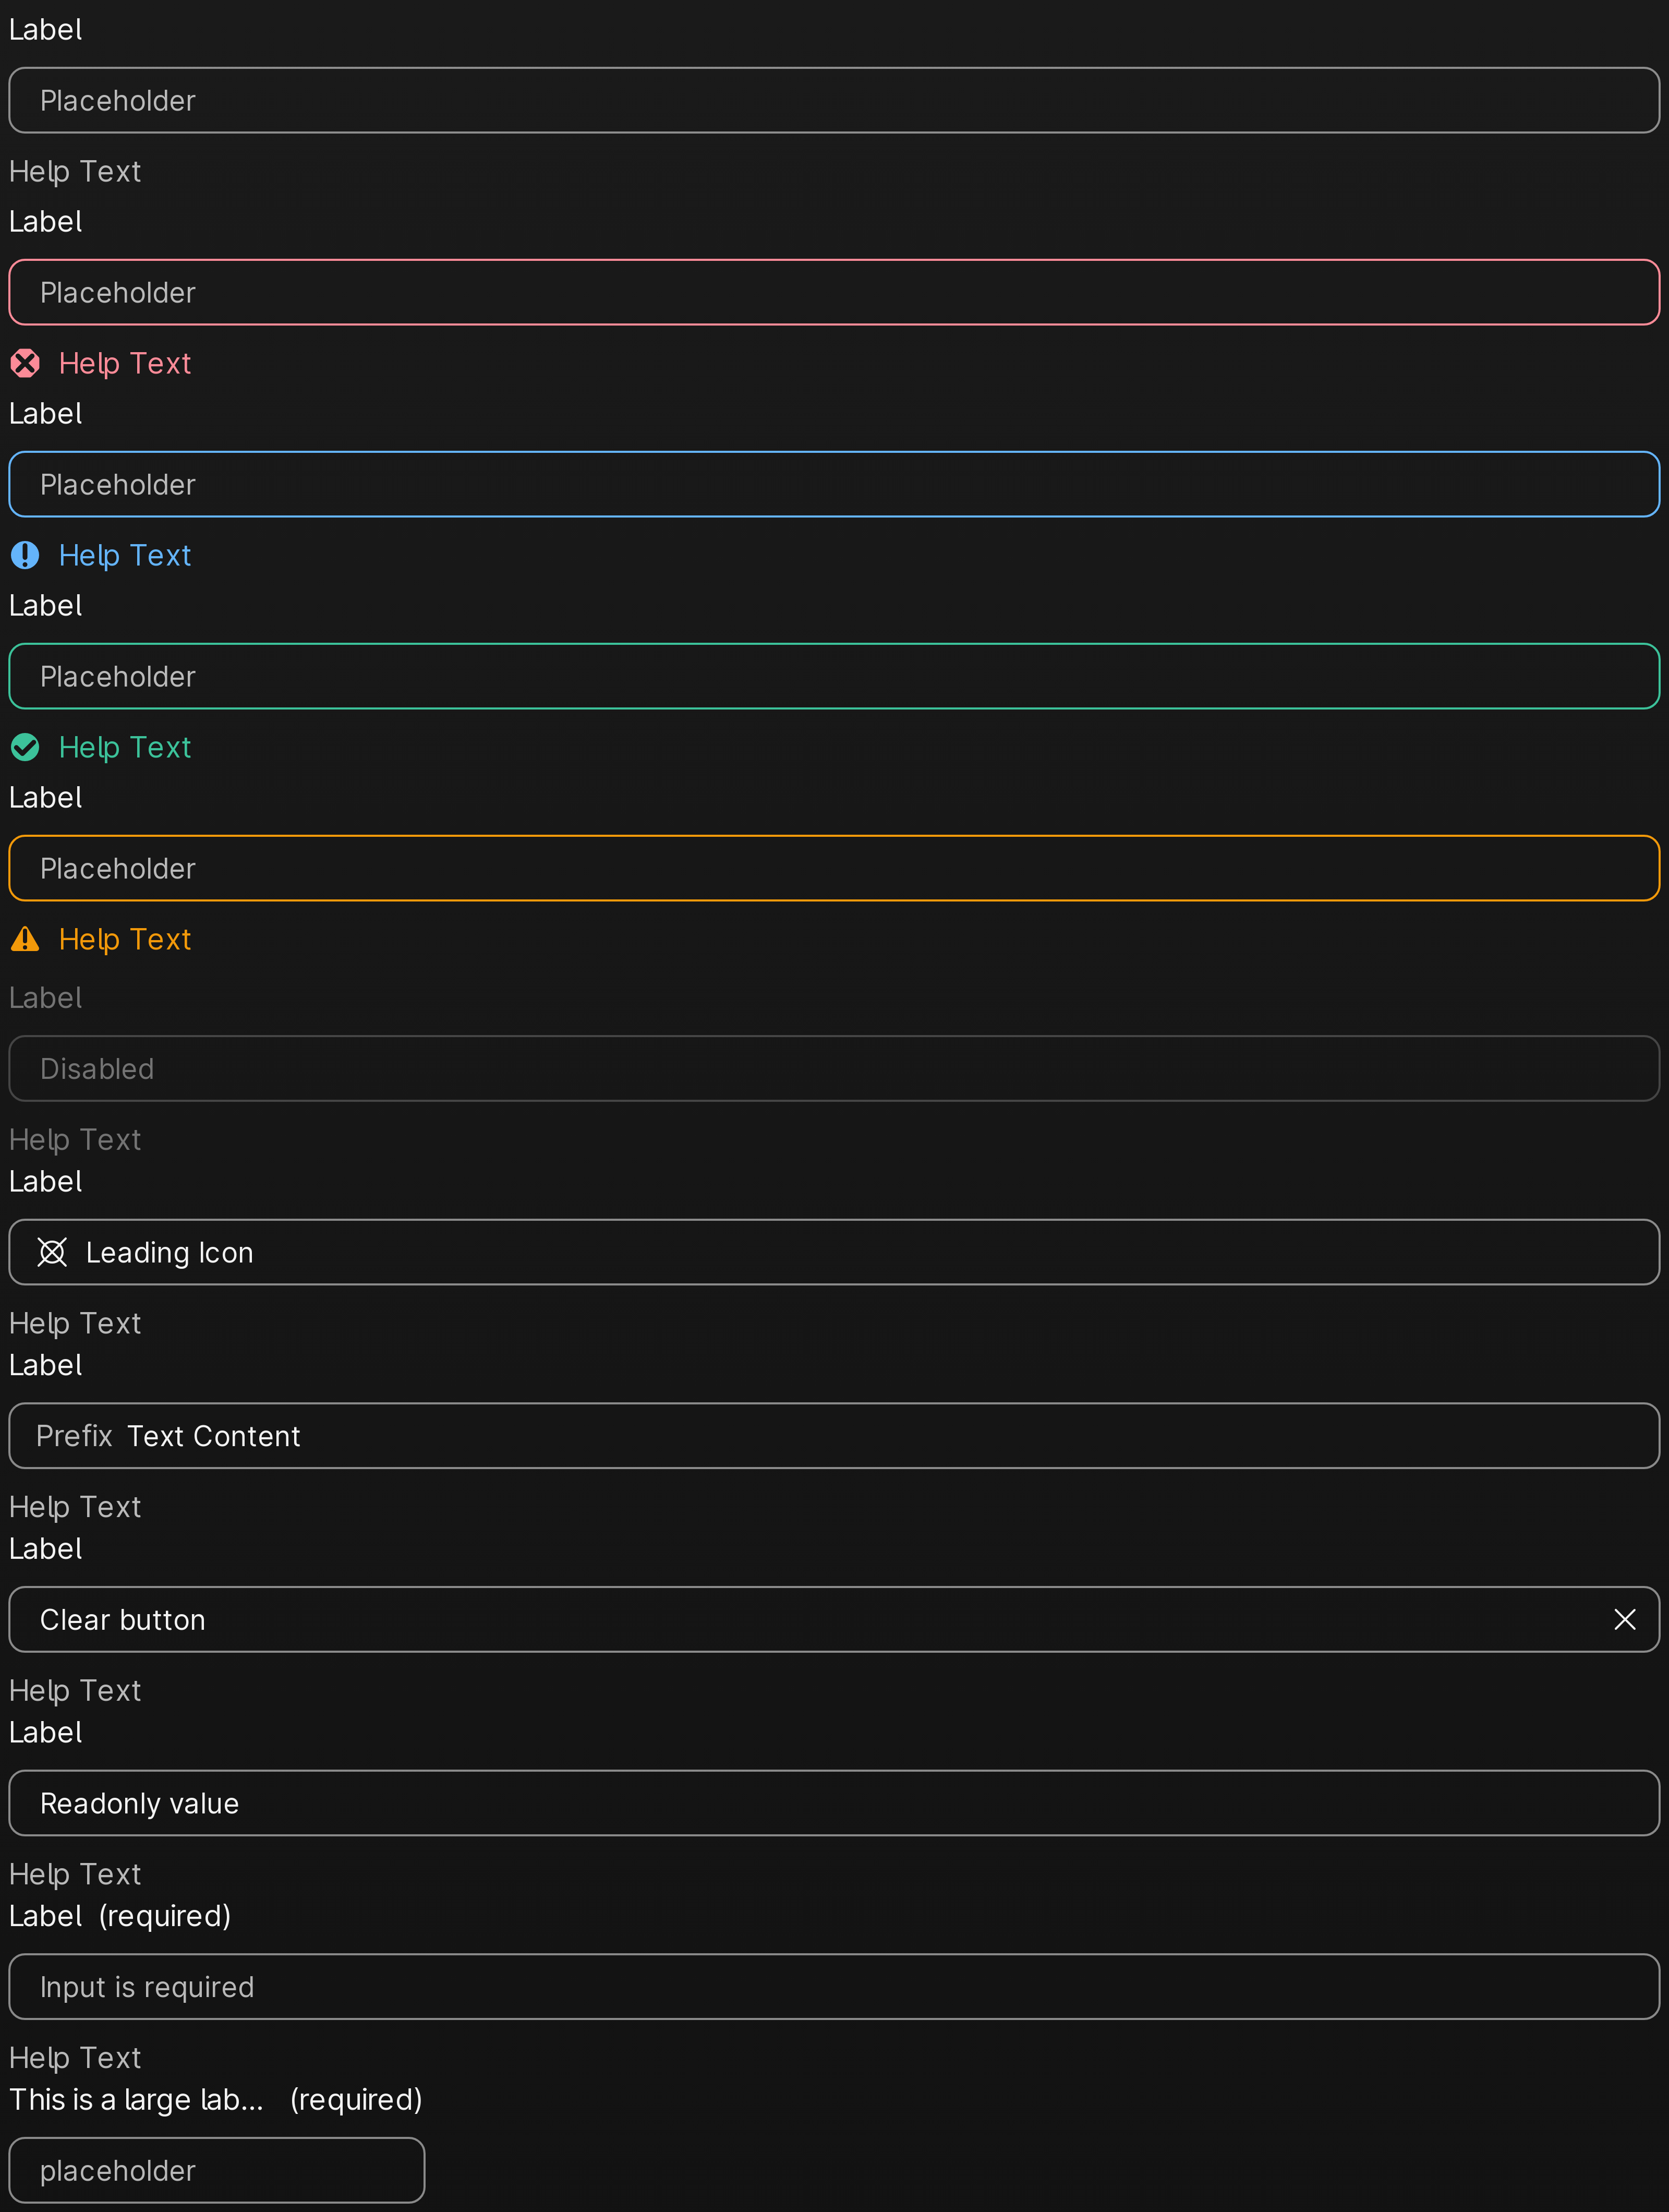 Label
Placeholder
Help Text
Label
Placeholder
Help Text
Label
Placeholder
Help Text
Label
Placeholder
Help Text
Label
Placeholder
Help Text
Label
Disabled
Help Text
Label
Leading Icon
Help Text
Label
Prefix Text Content
Help Text
Label
Clear button
Help Text
Label
Readonly value
Help Text
Label (required)
Input is required
Help Text
This is a large lab... (required)
placeholder